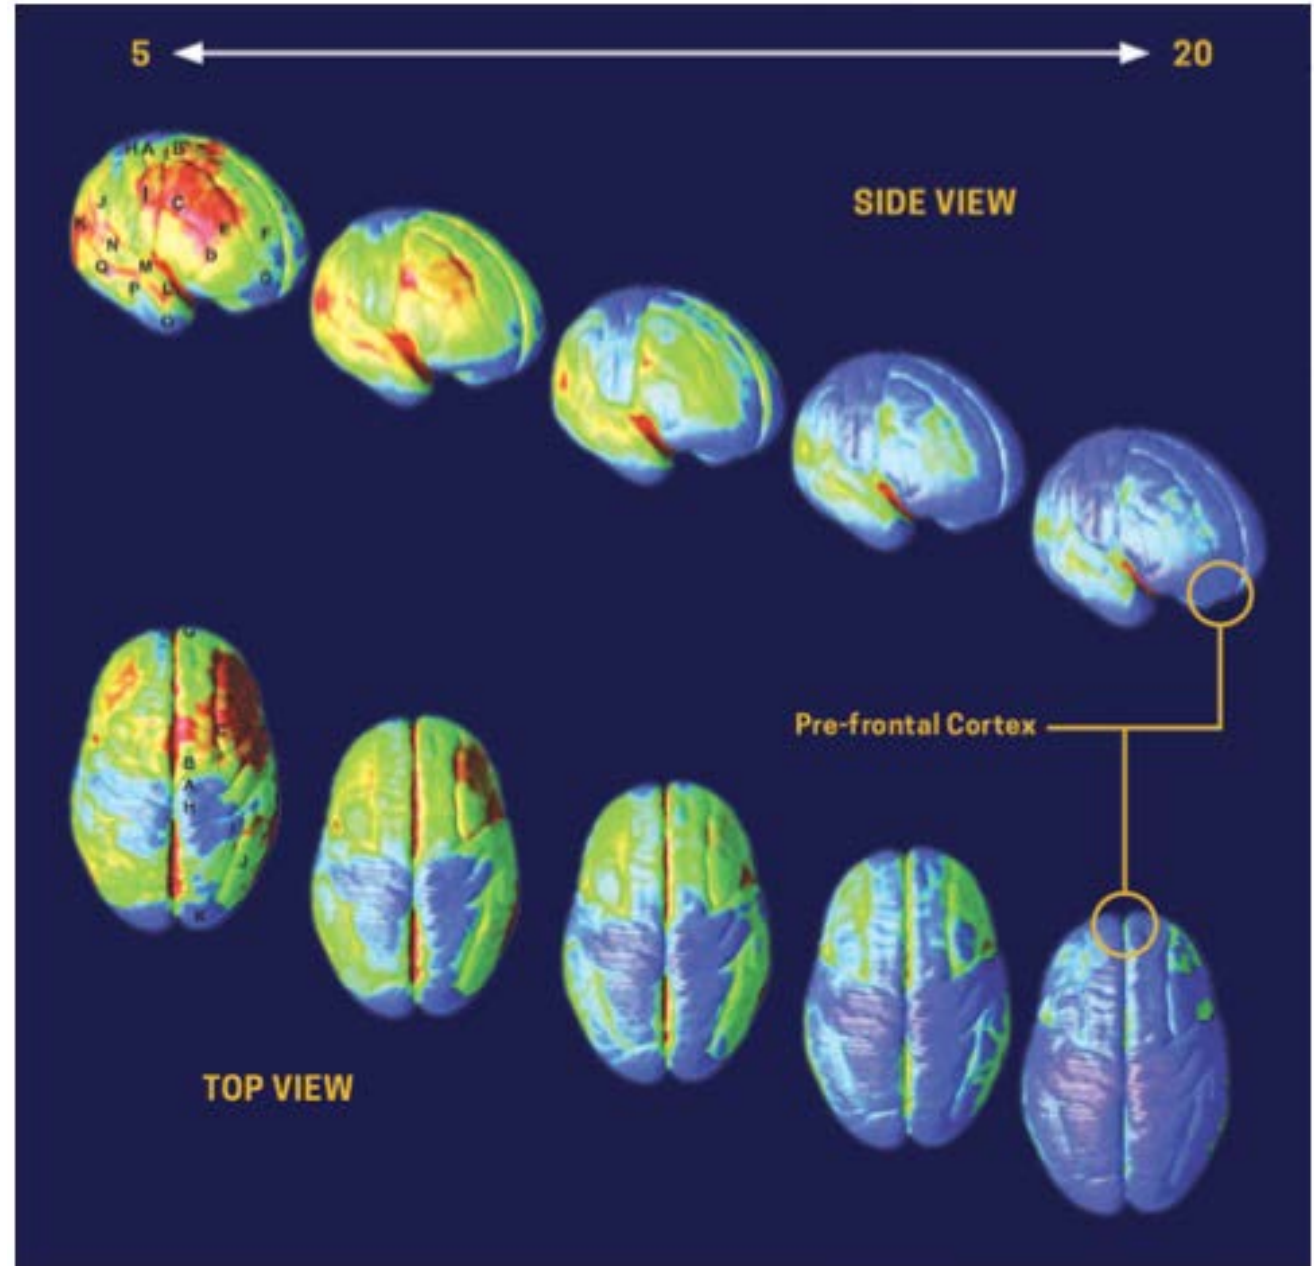 5 20
SIDE VIEW
H A B
I
J C
K E F
N D
Q M G
P L
O
Pre-frontal Cortex
G
B
A
H
J
K
TOP VIEW